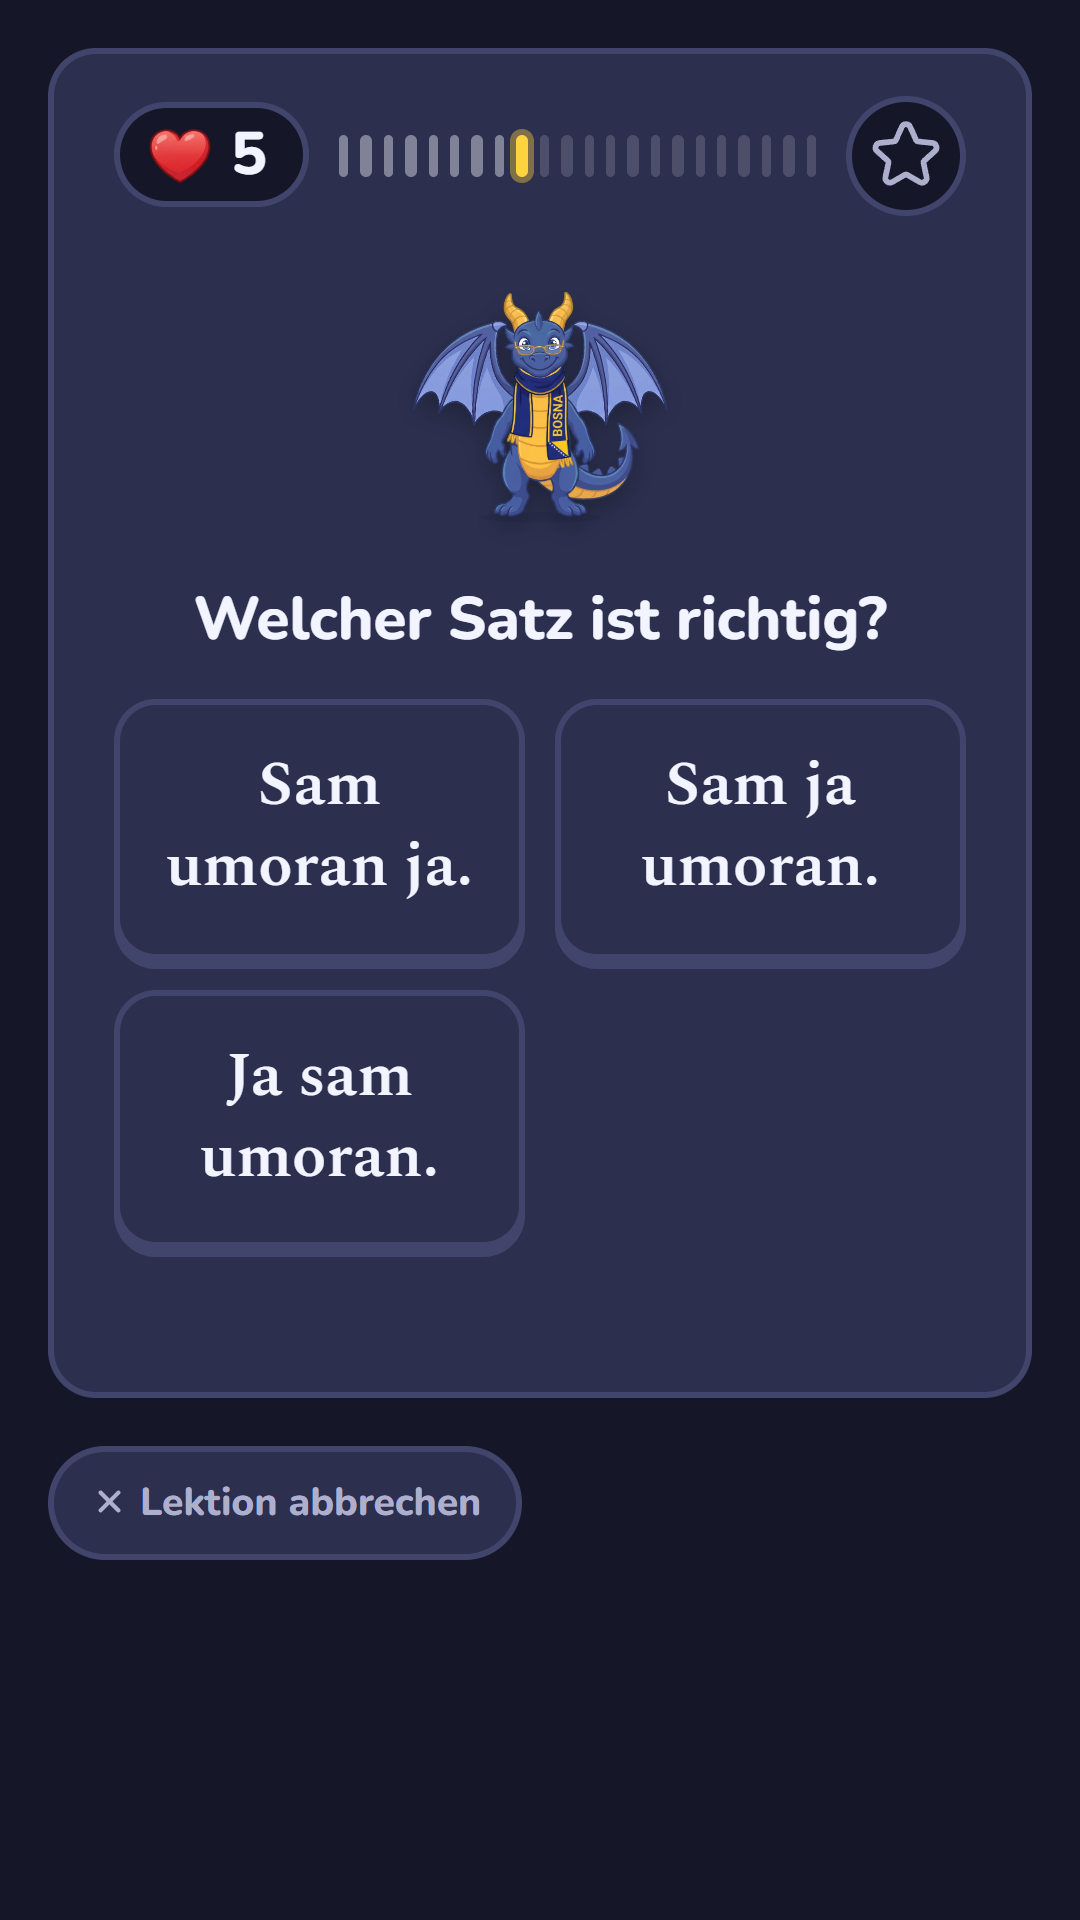 5
BOSNA
Welcher Satz ist richtig?
Sam
umoran ja.
Sam ja
umoran.
Ja sam
umoran.
× Lektion abbrechen